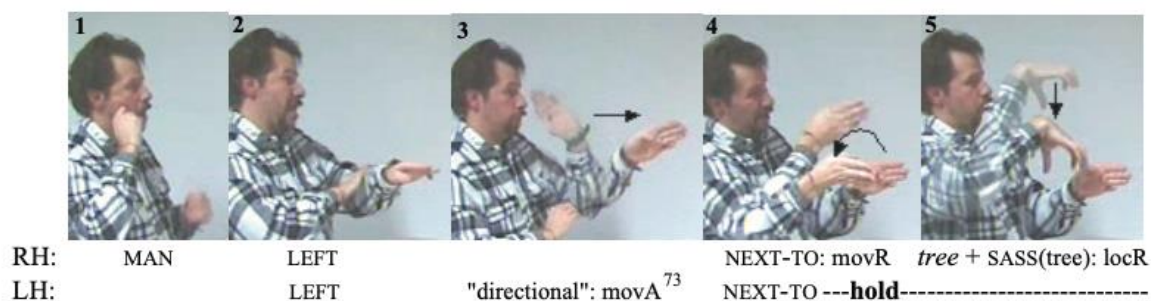 1 2 3 4 5
RH: MAN LEFT NEXT-TO: movR tree + SASS(tree): locR
LH: LEFT "directional": movA73 NEXT-TO ---hold-----------------------------